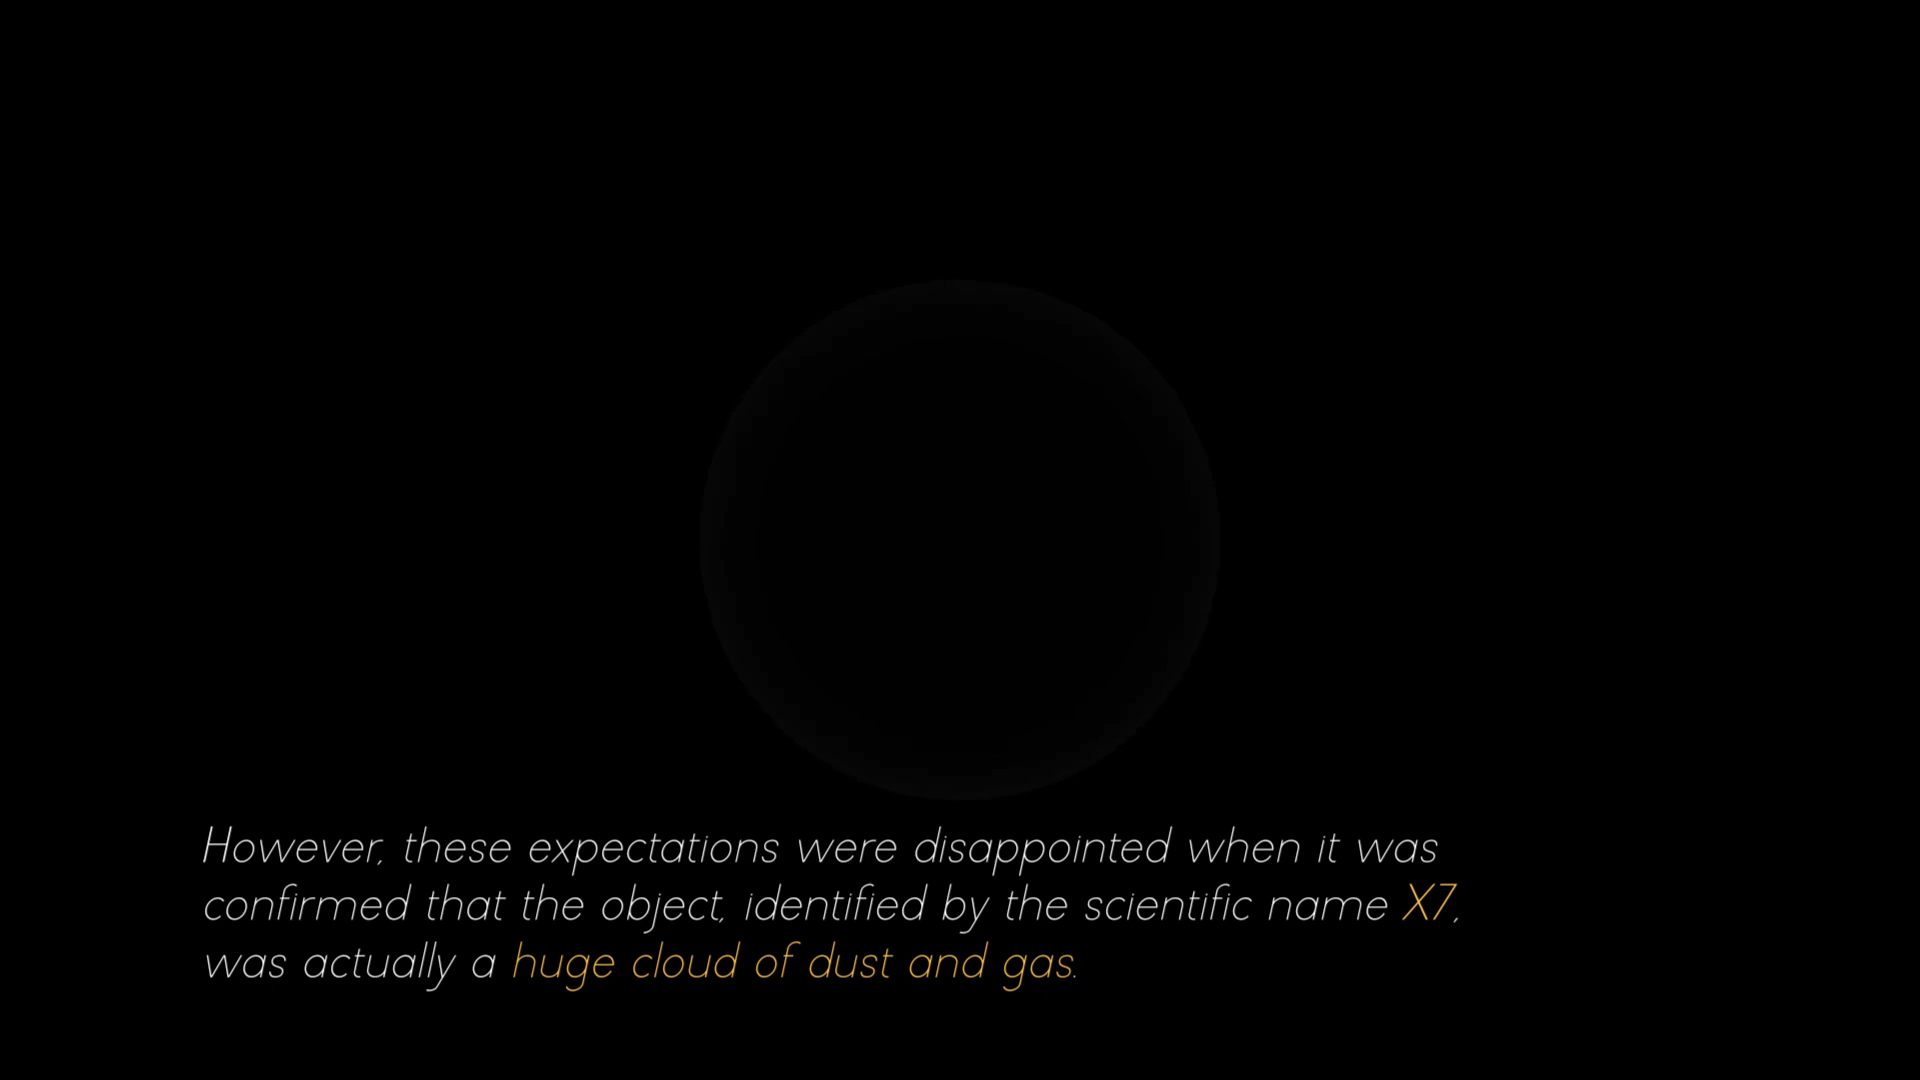 However, these expectations were disappointed when it was
confirmed that the object, identified by the scientific name X7,
was actually a huge cloud of dust and gas.